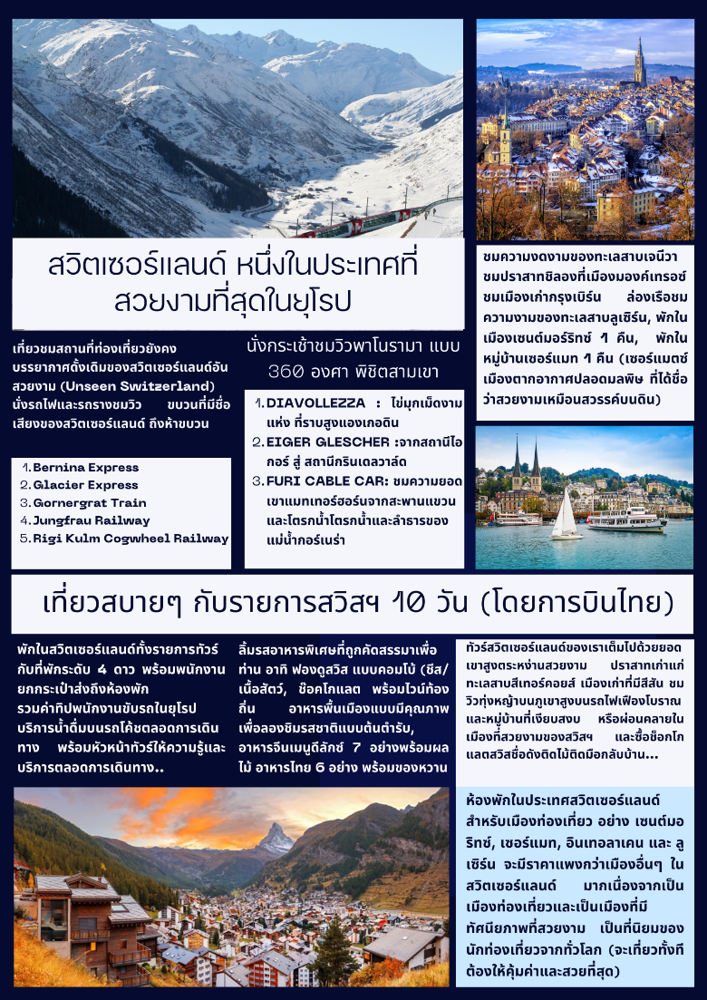 สวิตเซอร์แลนด์ หนึ่งในประเทศที่
สวยงามที่สุดในยุโรป
ชมความงดงามของทะเลสาบเจนีวา
ชมปราสาทชิลองที่เมืองมองค์เทรอซ์
ชมเมืองเก่ากรุงเบิร์น ล่องเรือชม
ความงามของทะเลสาบลูเซิร์น, พักใน
เมืองเซนต์มอร์ริทซ์ 1 คืน, พักใน
หมู่บ้านเซอร์แมท 1 คืน (เซอร์แมตซ์
เมืองตากอากาศปลอดมลพิษ ที่ได้ชื่อ
ว่าสวยงามเหมือนสวรรค์บนดิน)
เที่ยวชมสถานที่ท่องเที่ยวยังคง
บรรยากาศดั้งเดิมของสวิตเซอร์แลนด์อัน
สวยงาม (Unseen Switzerland)
นั่งรถไฟและรถรางชมวิว ขบวนที่มีชื่อ
เสียงของสวิตเซอร์แลนด์ ถึงห้าขบวน
1. Bernina Express
2. Glacier Express
3. Gornergrat Train
4. Jungfrau Railway
5. Rigi Kulm Cogwheel Railway
นั่งกระเช้าชมวิวพาโนรามา แบบ
360 องศา พิชิตสามเขา
1. DIAVOLLEZZA : ไข่มุกเม็ดงาม
แห่ง ที่ราบสูงแองเกอดิน
2. EIGER GLESCHER :จากสถานีไอ
กอร์ สู่ สถานีกรินเดลวาล์ด
3. FURI CABLE CAR: ชมความยอด
เขาแมทเทอร์ฮอร์นจากสะพานแขวน
และโตรกน้ำโตรกน้ำและลำธารของ
แม่น้ำกอร์เนร่า
เที่ยวสบายๆ กับรายการสวิสฯ 10 วัน (โดยการบินไทย)
พักในสวิตเซอร์แลนด์ทั้งรายการทัวร์
กับที่พักระดับ 4 ดาว พร้อมพนักงาน
ยกกระเป๋าส่งถึงห้องพัก
รวมค่าทิปพนักงานขับรถในยุโรป
บริการน้ำดื่มบนรถโค้ชตลอดการเดิน
ทาง พร้อมหัวหน้าทัวร์ให้ความรู้และ
บริการตลอดการเดินทาง..
ลิ้มรสอาหารพิเศษที่ถูกคัดสรรมาเพื่อ
ท่าน อาทิ ฟองดูสวิส แบบคอมโบ้ (ชีส/
เนื้อสัตว์, ช๊อคโกแลต พร้อมไวน์ท้อง
ถิ่น อาหารพื้นเมืองแบบมีคุณภาพ
เพื่อลองชิมรสชาติแบบต้นตำรับ,
อาหารจีนเมนูดีลักซ์ 7 อย่างพร้อมผล
ไม้ อาหารไทย 6 อย่าง พร้อมของหวาน
ทัวร์สวิตเซอร์แลนด์ของเราเต็มไปด้วยยอด
เขาสูงตระหง่านสวยงาม ปราสาทเก่าแก่
ทะเลสาบสีเทอร์คอยส์ เมืองเก่าที่มีสีสัน ชม
วิวทุ่งหญ้าบนภูเขาสูงบนรถไฟเฟืองโบราณ
และหมู่บ้านที่เงียบสงบ หรือผ่อนคลายใน
เมืองที่สวยงามของสวิสฯ และซื้อช็อกโก
แลตสวิสชื่อดังติดไม้ติดมือกลับบ้าน...
ห้องพักในประเทศสวิตเซอร์แลนด์
สำหรับเมืองท่องเที่ยว อย่าง เซนต์มอ
ริทซ์, เซอร์แมท, อินเทอลาเคน และ ลู
เซิร์น จะมีราคาแพงกว่าเมืองอื่นๆ ใน
สวิตเซอร์แลนด์ มากเนื่องจากเป็น
เมืองท่องเที่ยวและเป็นเมืองที่มี
ทัศนียภาพที่สวยงาม เป็นที่นิยมของ
นักท่องเที่ยวจากทั่วโลก (จะเที่ยวทั้งที
ต้องให้คุ้มค่าและสวยที่สุด)